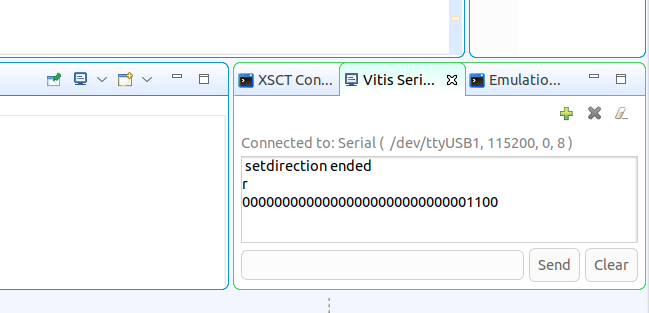 XSCT Con...
Vitis Seri...
Emulatio...
Connected to: Serial ( /dev/ttyUSB1, 115200, 0, 8 )
setdirection ended
r
00000000000000000000000000001100
Send
Clear